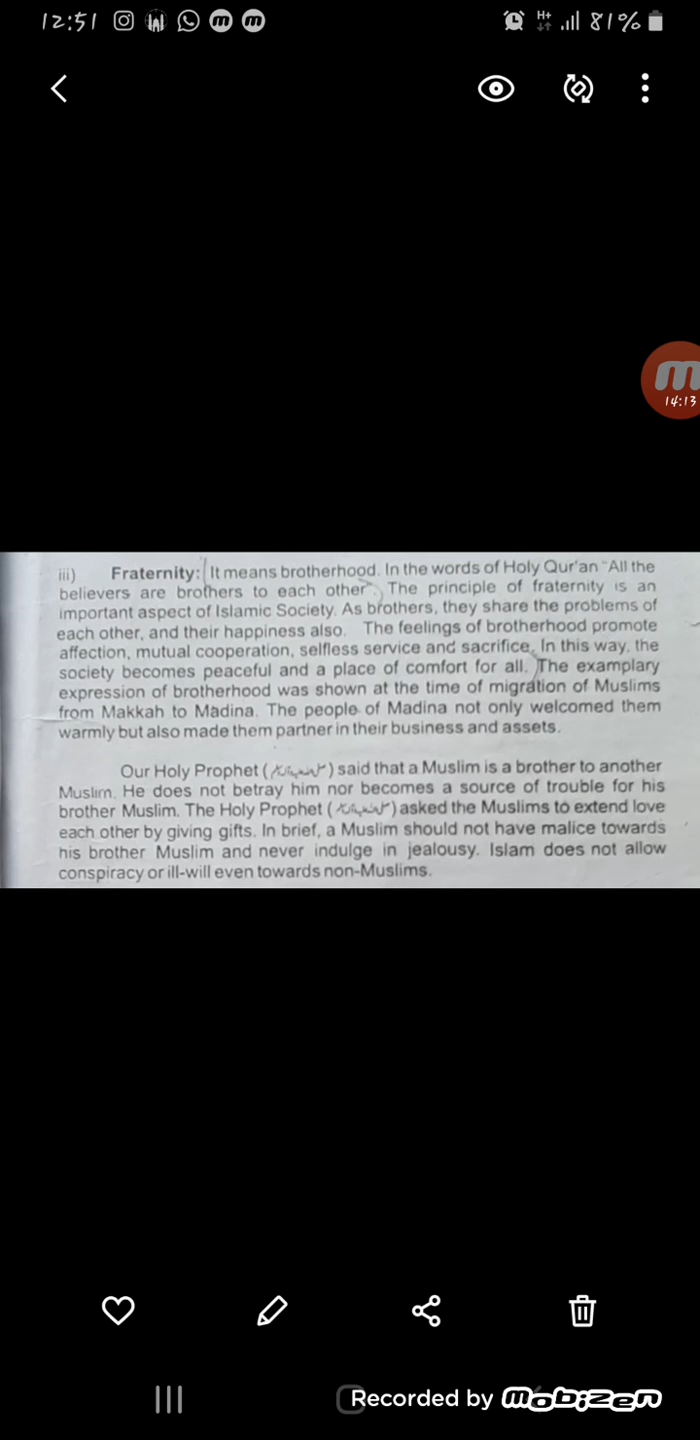 12:51
H+
81%
m
14:13
iii) Fraternity: It means brotherhood. In the words of Holy Qur'an "All the
believers are brothers to each other". The principle of fraternity is an
important aspect of Islamic Society. As brothers, they share the problems of
each other, and their happiness also. The feelings of brotherhood promote
affection, mutual cooperation, selfless service and sacrifice. In this way, the
society becomes peaceful and a place of comfort for all. The examplary
expression of brotherhood was shown at the time of migration of Muslims
from Makkah to Madina. The people of Madina not only welcomed them
warmly but also made them partner in their business and assets.
Our Holy Prophet ( ) said that a Muslim is a brother to another
Muslim. He does not betray him nor becomes a source of trouble for his
brother Muslim. The Holy Prophet ( ) asked the Muslims to extend love
each other by giving gifts. In brief, a Muslim should not have malice towards
his brother Muslim and never indulge in jealousy. Islam does not allow
conspiracy or ill-will even towards non-Muslims.
Recorded by Mobizen